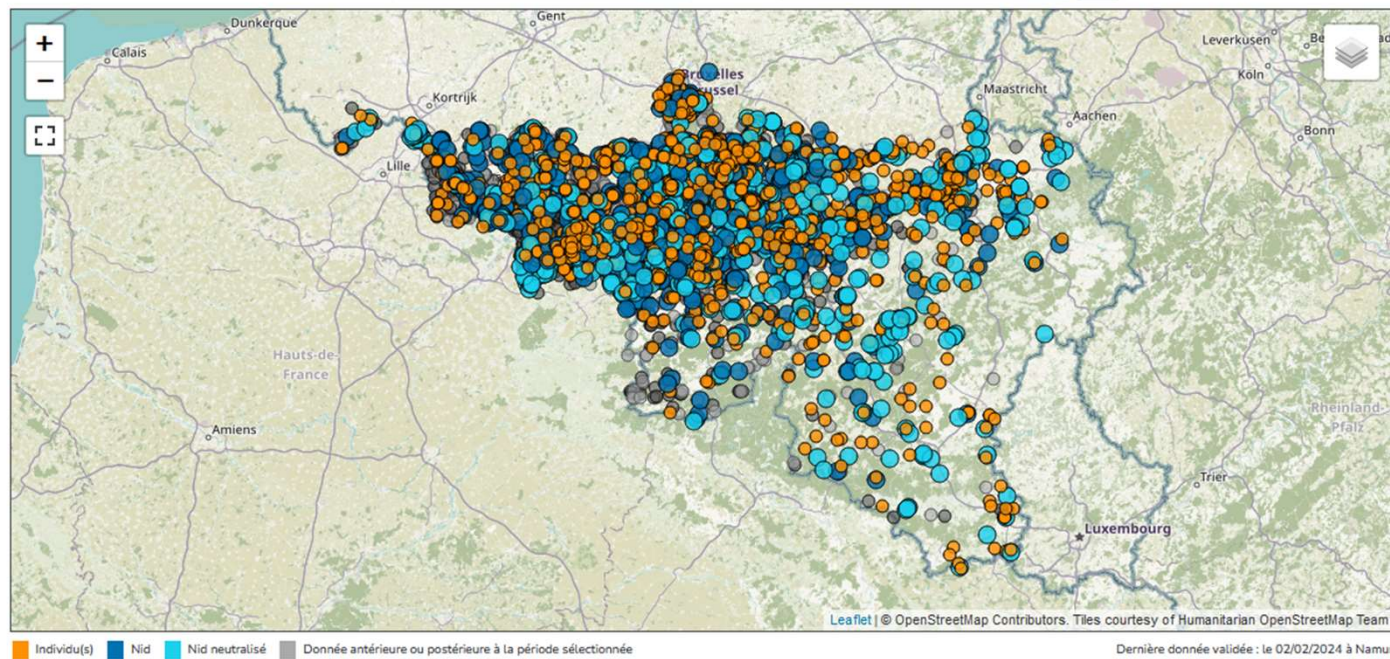 Dunkerque
Gent
Calais
Leverkusen
Be
Bruxelles
Brussel
Köln
Kortrijk
Maastricht
Aachen
Bonn
Lille
Hauts-de-
France
Rheinland-
Pfalz
Amiens
Trier
Luxembourg
Leaflet | © OpenStreetMap Contributors. Tiles courtesy of Humanitarian OpenStreetMap Team
Individu(s) Nid Nid neutralisé Donnée antérieure ou postérieure à la période sélectionnée
Dernière donnée validée : le 02/02/2024 à Namu